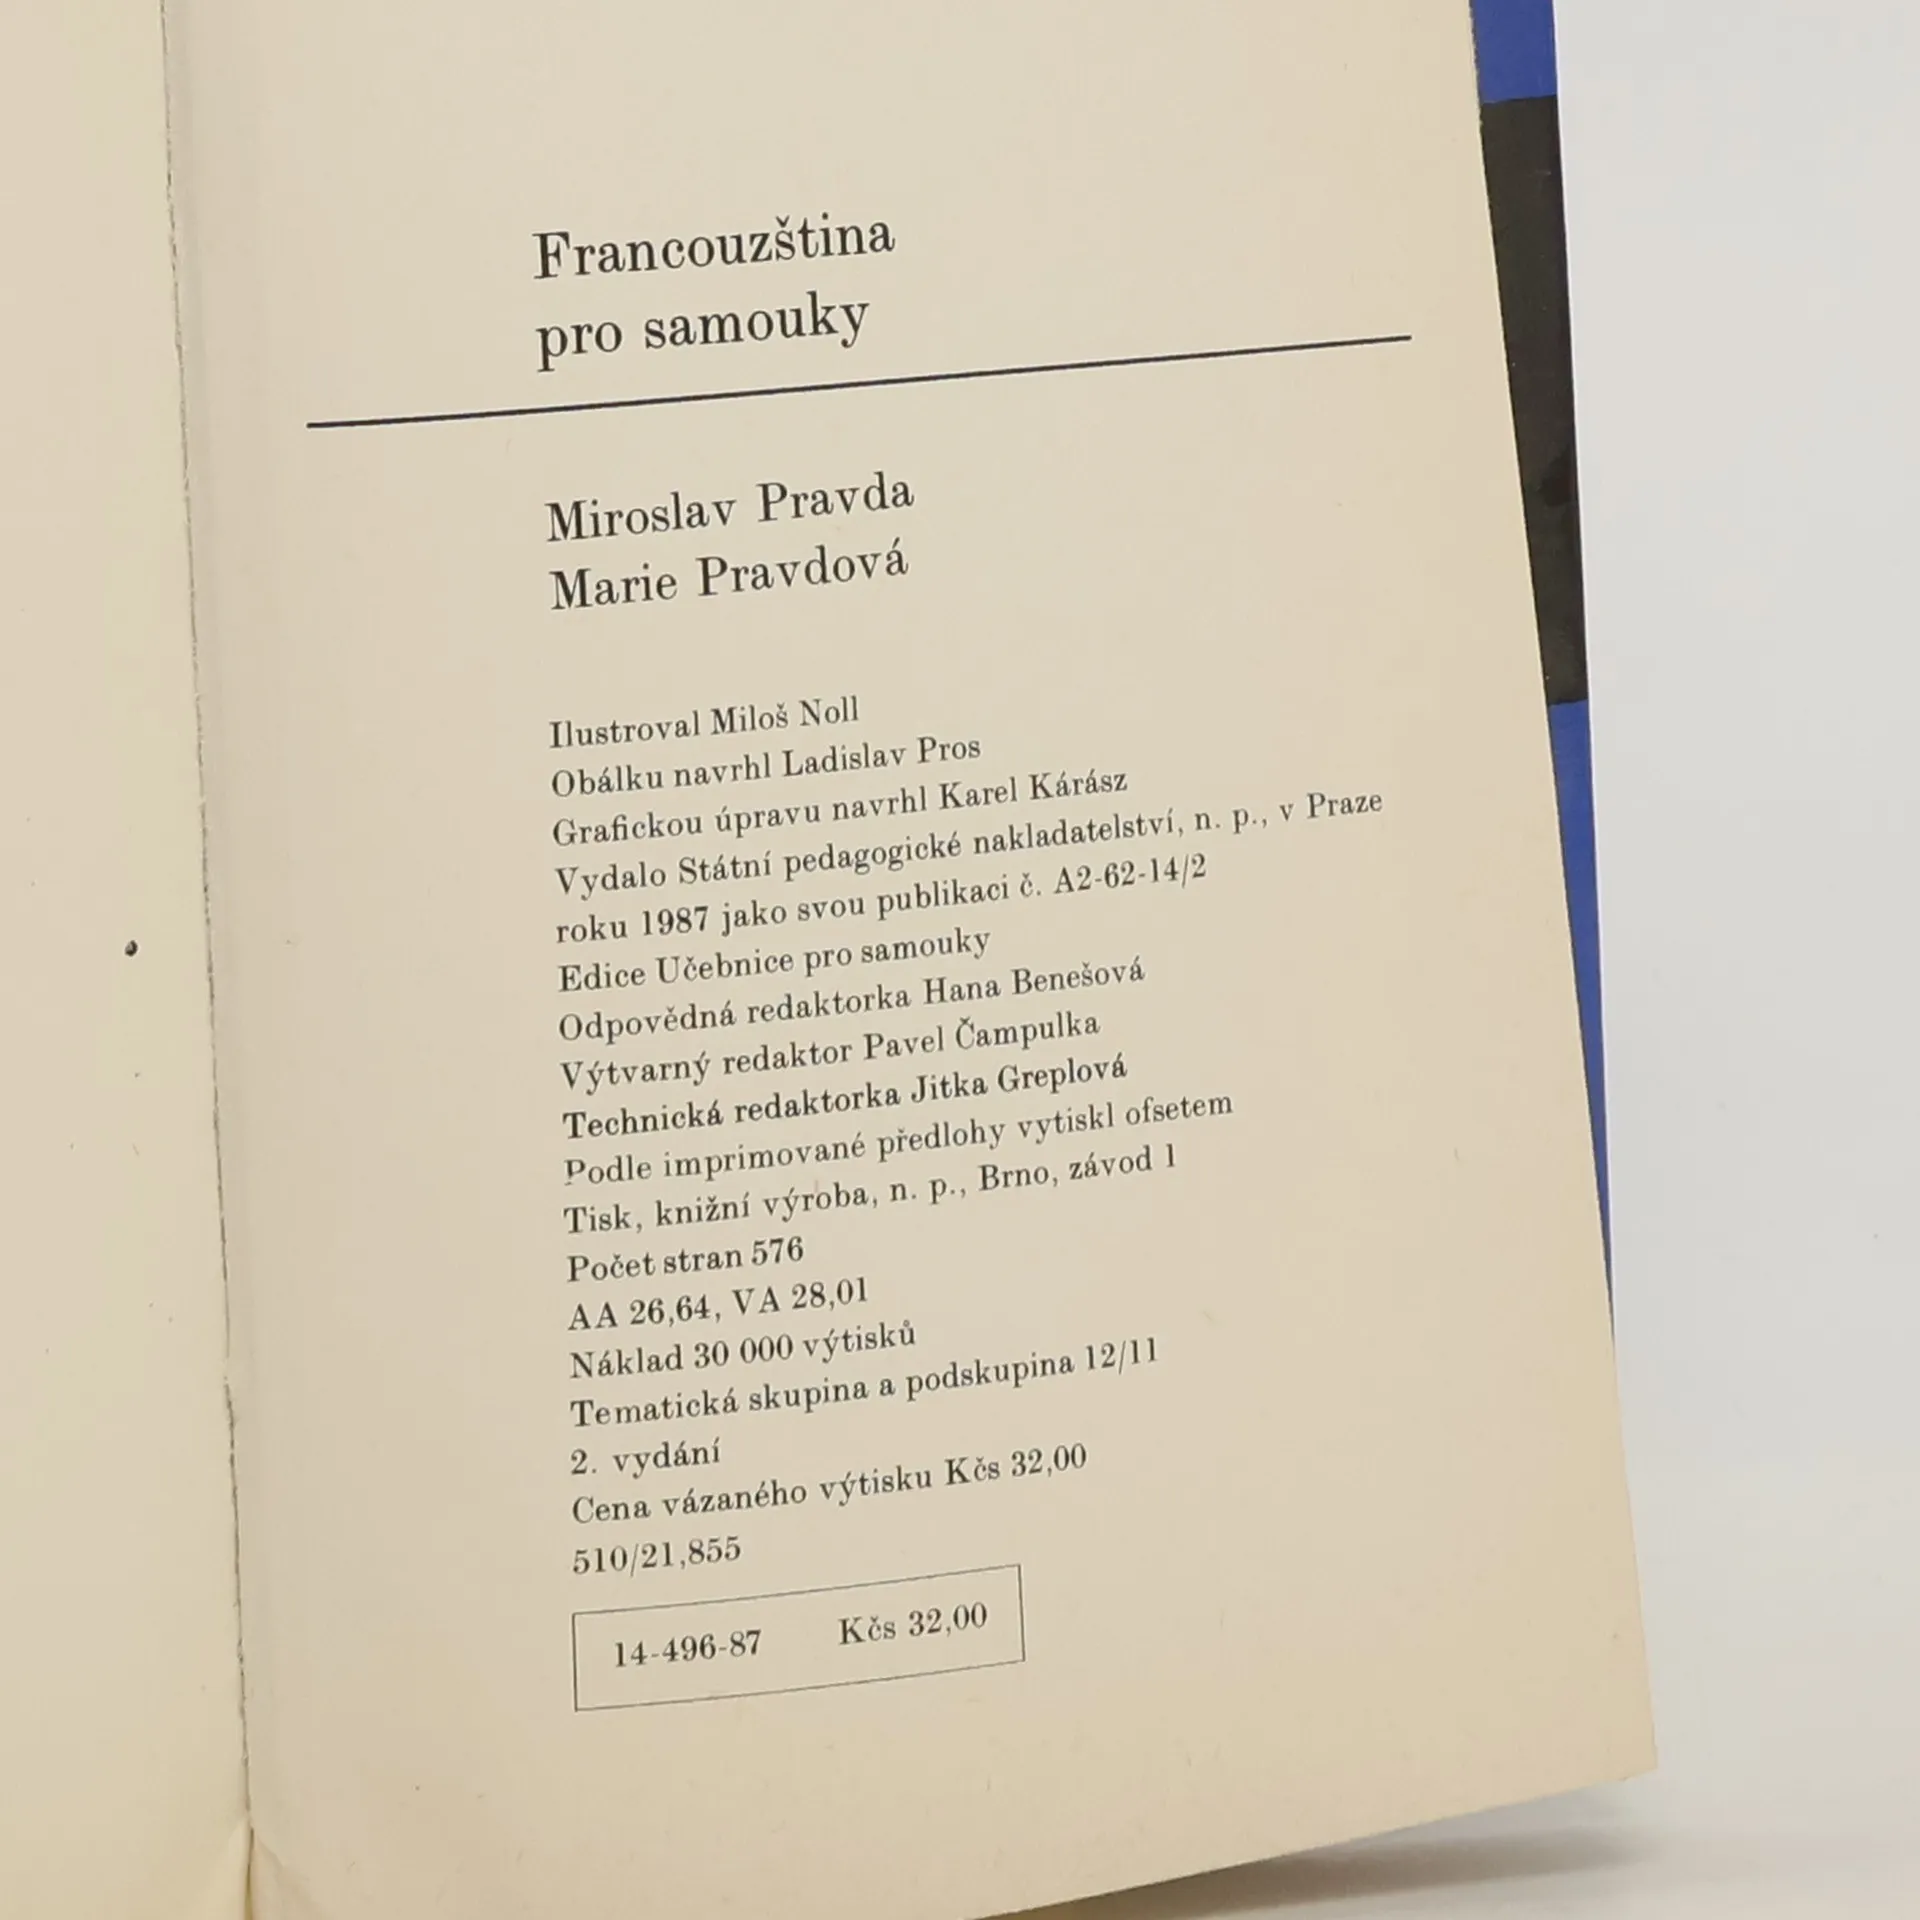 Francouzština
pro samouky
Miroslav Pravda
Marie Pravdová
Ilustroval Miloš Noll
Obálku navrhl Ladislav Pros
Grafickou úpravu navrhl Karel Kárász
Vydalo Státní pedagogické nakladatelství, n. p., v Praze
roku 1987 jako svou publikaci č. A2-62-14/2
Edice Učebnice pro samouky
Odpovědná redaktorka Hana Benešová
Výtvarný redaktor Pavel Čampulka
Technická redaktorka Jitka Greplová
Podle imprimované předlohy vytiskl ofsetem
Tisk, knižní výroba, n. p., Brno, závod 1
Počet stran 576
AA 26,64, VA 28,01
Náklad 30 000 výtisků
Tematická skupina a podskupina 12/11
2. vydání
Cena vázaného výtisku Kčs 32,00
510/21,855
14-496-87 Kčs 32,00